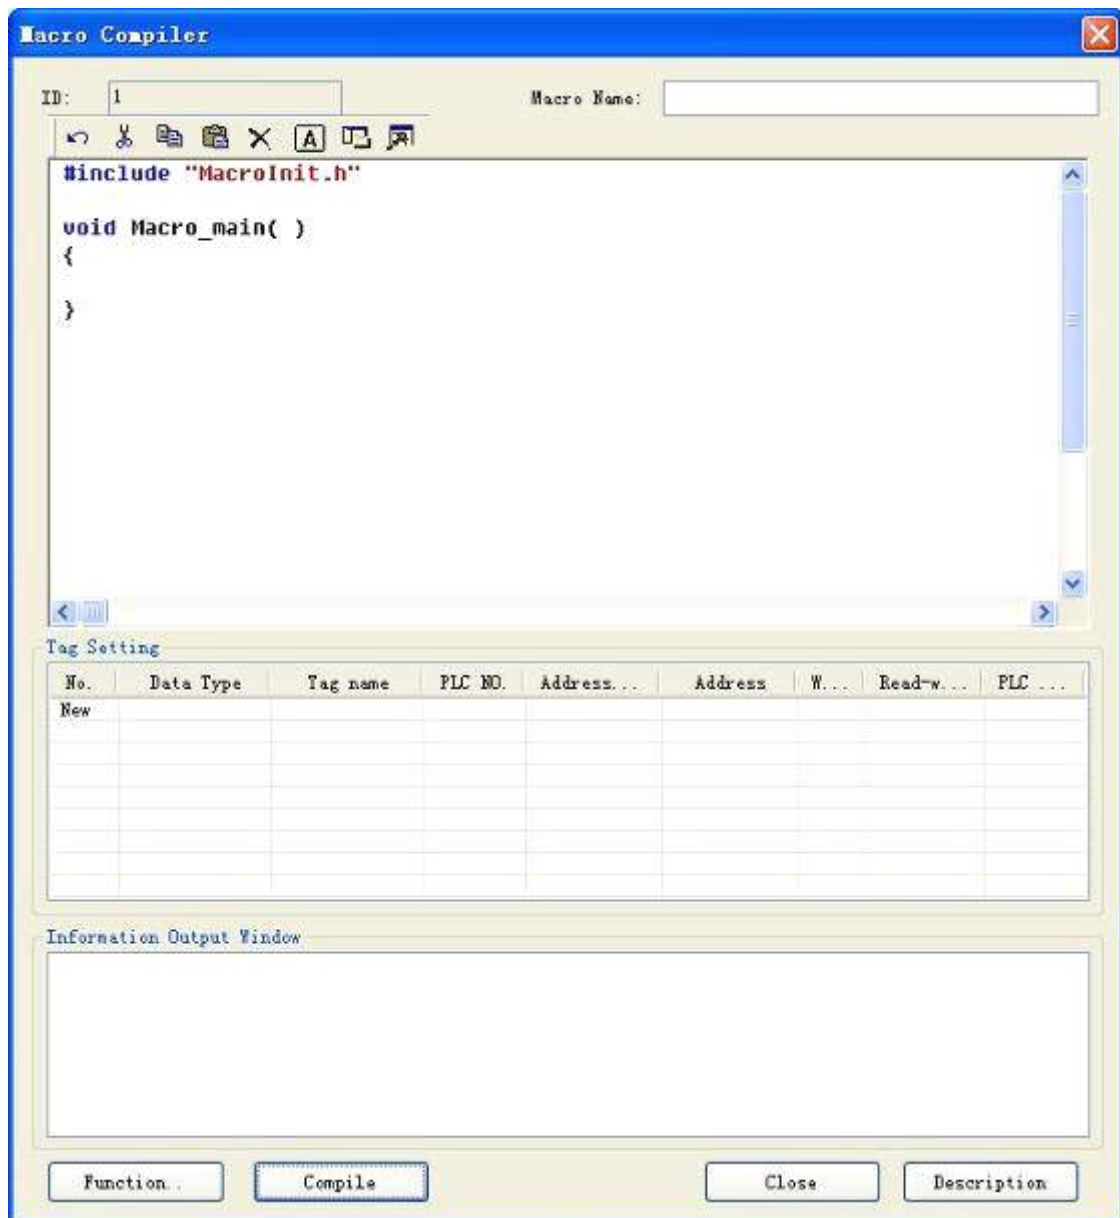 Macro Compiler
ID: 1 Macro Name:
A
#include "MacroInit.h"
void Macro_main( )
{
}
Tag Setting
No. Data Type Tag name PLC NO. Address... Address W... Read-w... PLC ...
New
Information Output Window
Function.. Compile Close Description